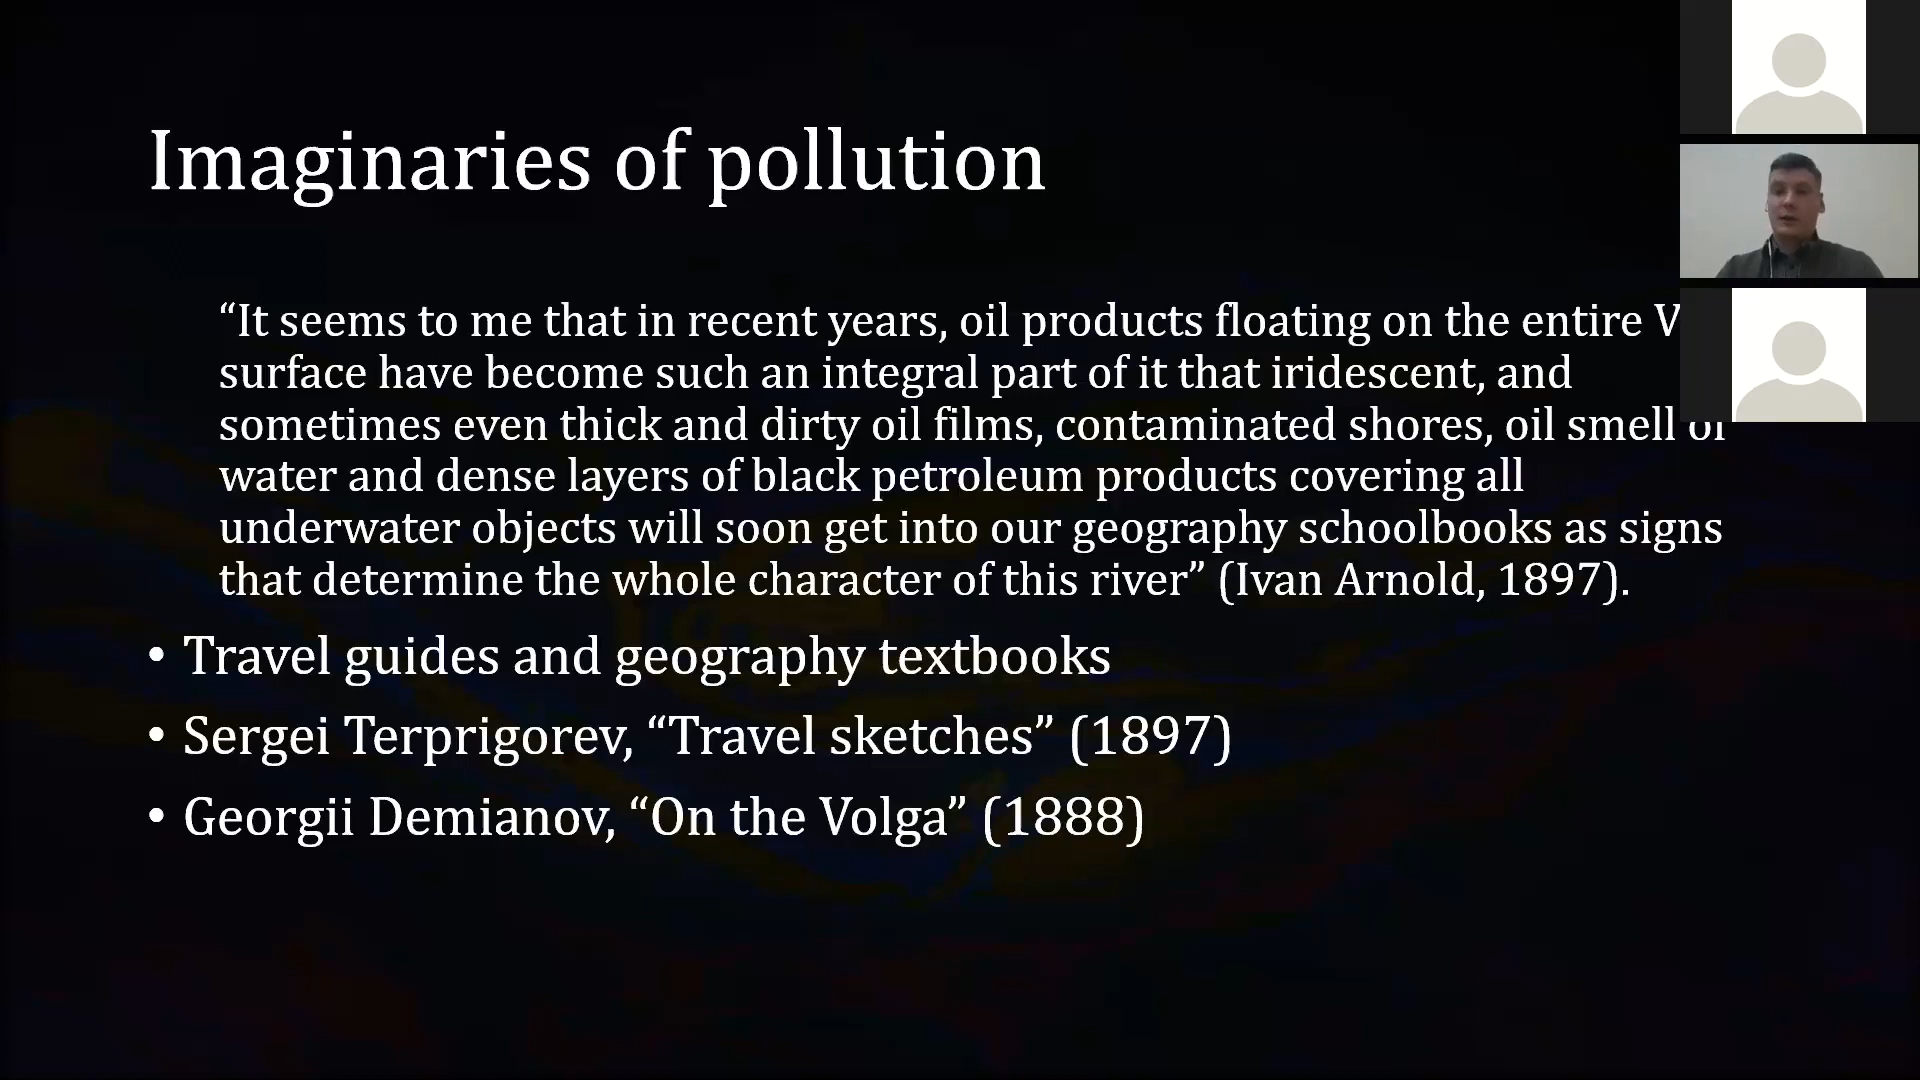 Imaginaries of pollution
“It seems to me that in recent years, oil products floating on the entire
surface have become such an integral part of it that iridescent, and
sometimes even thick and dirty oil films, contaminated shores, oil smell of
water and dense layers of black petroleum products covering all
underwater objects will soon get into our geography schoolbooks as signs
that determine the whole character of this river” (Ivan Arnold, 1897).
• Travel guides and geography textbooks
• Sergei Terprigorev, “Travel sketches” (1897)
• Georgii Demianov, “On the Volga” (1888)